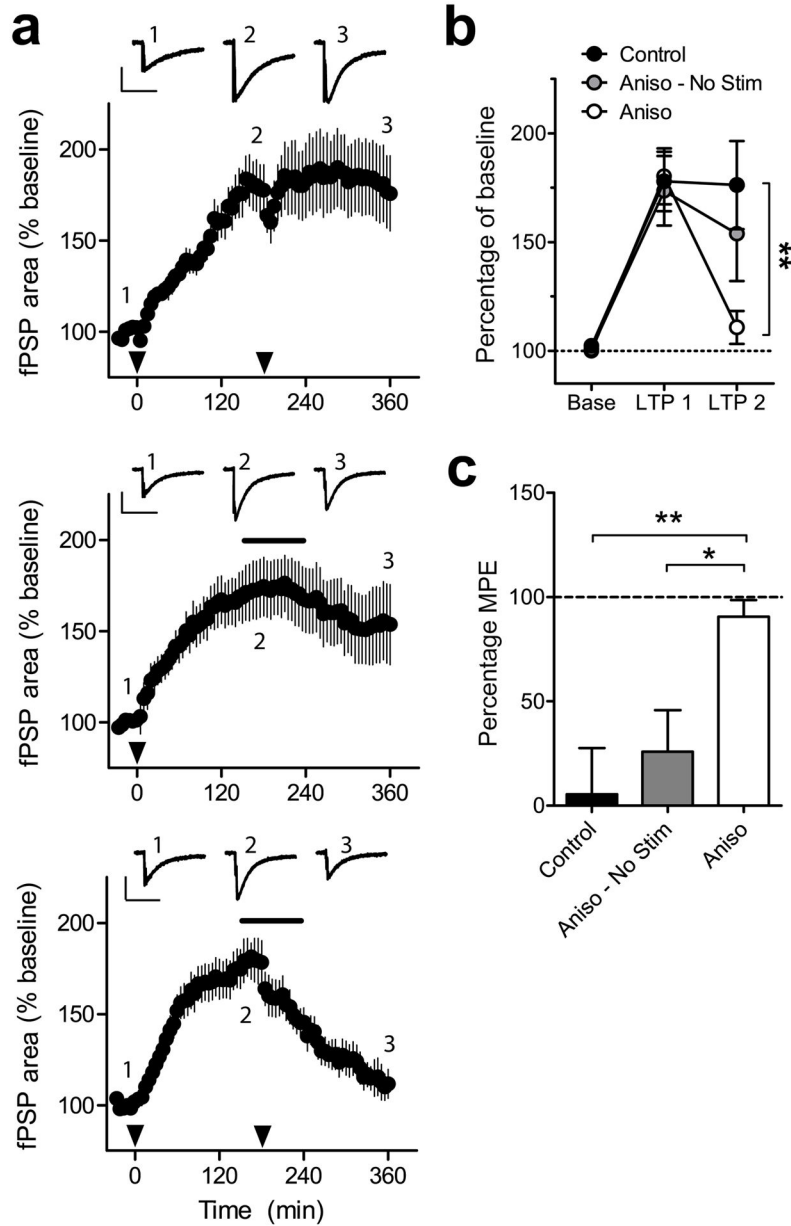 a
1 2 3
200
150
100
fPSP area (% baseline)
1
2
3
0 120 240 360
1 2 3
200
150
100
fPSP area (% baseline)
1
2
3
0 120 240 360
1 2 3
200
150
100
fPSP area (% baseline)
1
2
3
0 120 240 360
Time (min)
b
Control
Aniso - No Stim
Aniso
200
150
100
Percentage of baseline
**
Base LTP 1 LTP 2
c
150
100
50
0
Percentage MPE
**
*
Control
Aniso - No Stim
Aniso